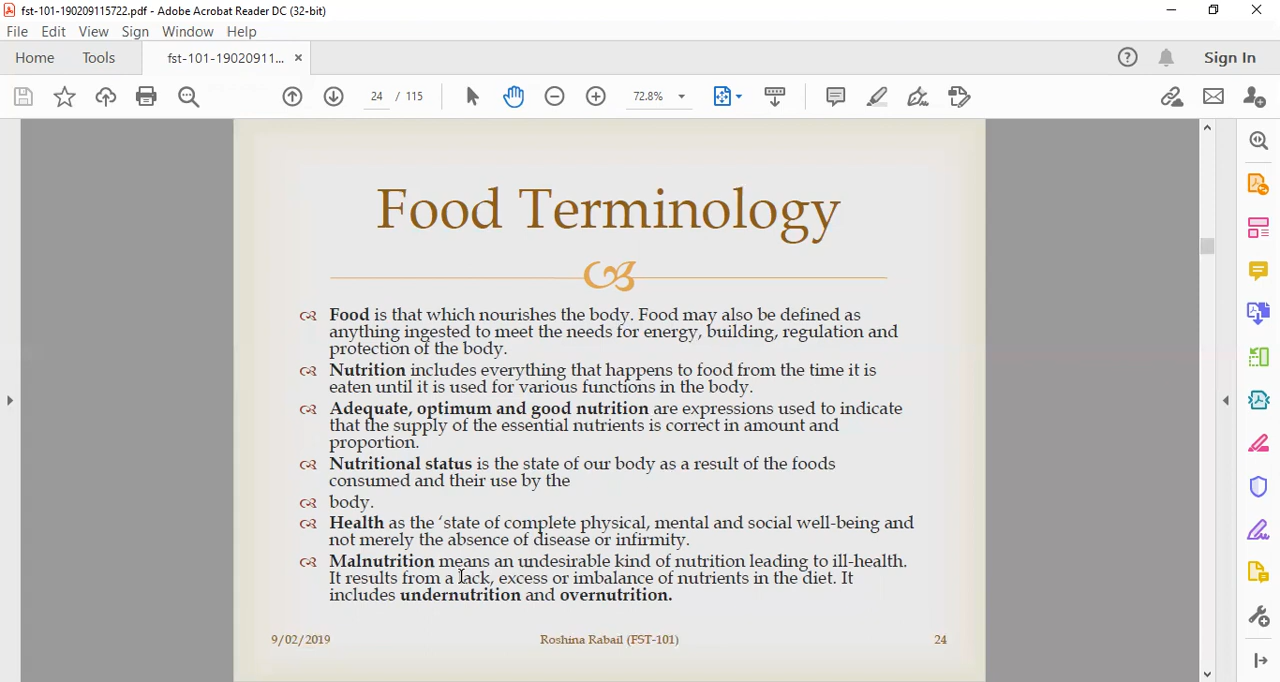 fst-101-190209115722.pdf - Adobe Acrobat Reader DC (32-bit)
File Edit View Sign Window Help
Home Tools fst-101-19020911... × Sign In
24 / 115 72.8%
Food Terminology
Food is that which nourishes the body. Food may also be defined as
anything ingested to meet the needs for energy, building, regulation and
protection of the body.
Nutrition includes everything that happens to food from the time it is
eaten until it is used for various functions in the body.
Adequate, optimum and good nutrition are expressions used to indicate
that the supply of the essential nutrients is correct in amount and
proportion.
Nutritional status is the state of our body as a result of the foods
consumed and their use by the
body.
Health as the ‘state of complete physical, mental and social well-being and
not merely the absence of disease or infirmity.
Malnutrition means an undesirable kind of nutrition leading to ill-health.
It results from a lack, excess or imbalance of nutrients in the diet. It
includes undernutrition and overnutrition.
9/02/2019 Roshina Rabail (FST-101) 24